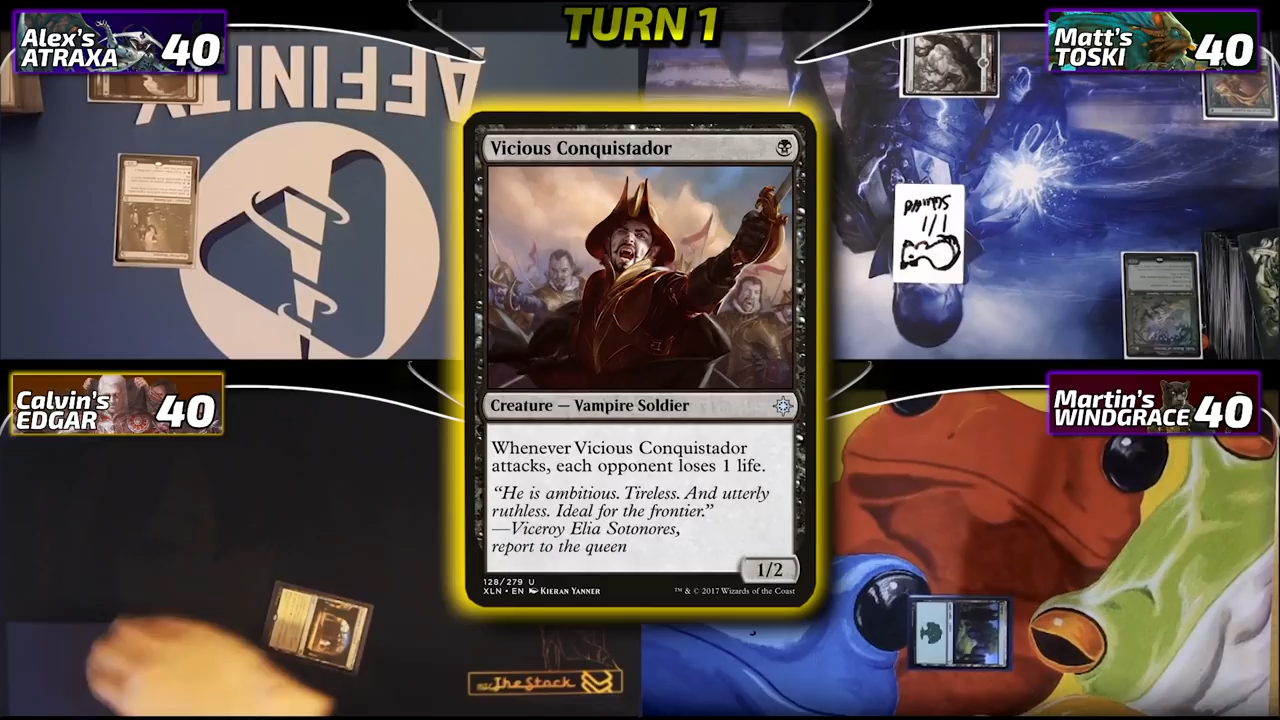 TURN 1
Alex's
ATRAXA 40
Matt's
TOSKI 40
AFFINITY
Vicious Conquistador
Creature — Vampire Soldier
Whenever Vicious Conquistador
attacks, each opponent loses 1 life.
“He is ambitious. Tireless. And utterly
ruthless. Ideal for the frontier.”
—Viceroy Elia Sotonores,
report to the queen
1/2
128/279 U
XLN • EN KIERAN YANNER
™ & © 2017 Wizards of the Coast
1/1
Calvin's
EDGAR 40
Martin's
WINDGRACE 40
The Stack